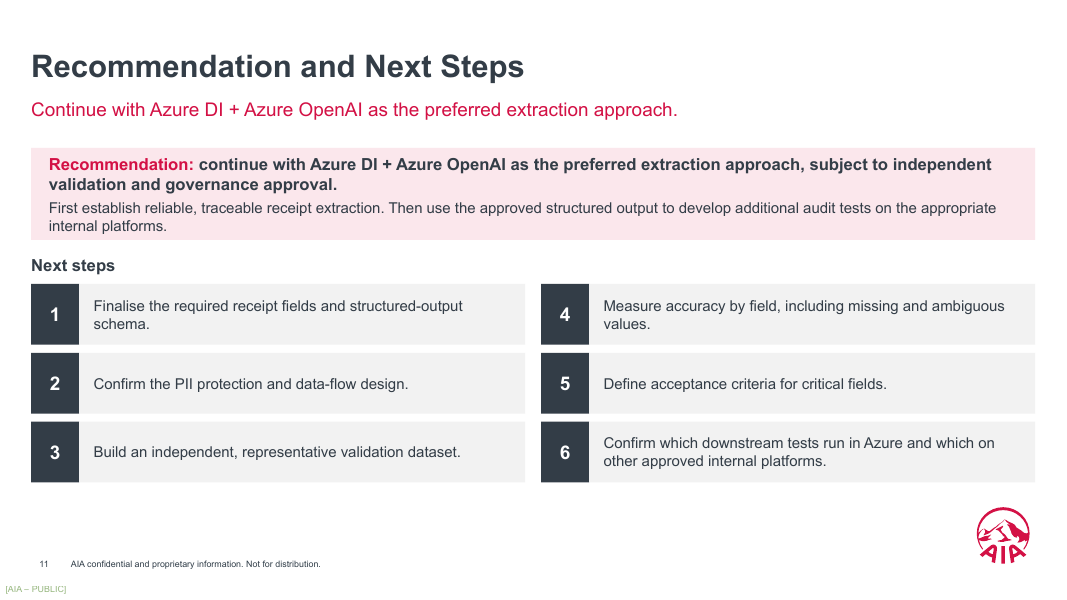 Recommendation and Next Steps
Continue with Azure DI + Azure OpenAI as the preferred extraction approach.
Recommendation: continue with Azure DI + Azure OpenAI as the preferred extraction approach, subject to independent
validation and governance approval.
First establish reliable, traceable receipt extraction. Then use the approved structured output to develop additional audit tests on the appropriate
internal platforms.
Next steps
1
Finalise the required receipt fields and structured-output
schema.
2
Confirm the PII protection and data-flow design.
3
Build an independent, representative validation dataset.
4
Measure accuracy by field, including missing and ambiguous
values.
5
Define acceptance criteria for critical fields.
6
Confirm which downstream tests run in Azure and which on
other approved internal platforms.
AIA
11 AIA confidential and proprietary information. Not for distribution.
[AIA – PUBLIC]